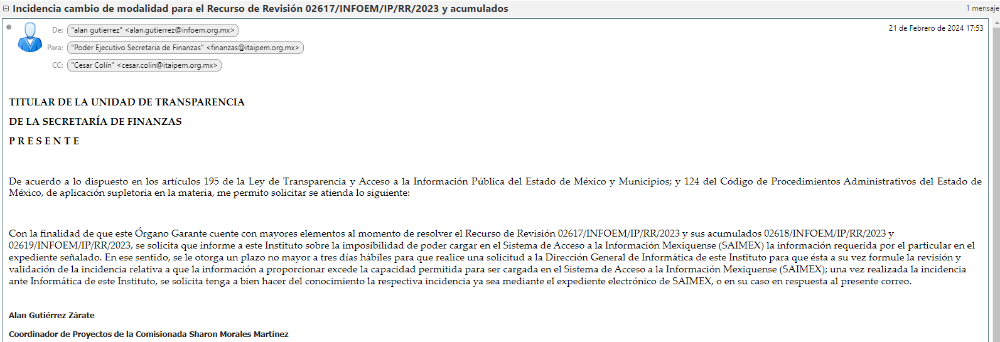 Incidencia cambio de modalidad para el Recurso de Revisión 02617/INFOEM/IP/RR/2023 y acumulados
1 mensaje
De: "alan gutierrez" <alan.gutierrez@infoem.org.mx>
21 de Febrero de 2024 17:53
Para: "Poder Ejecutivo Secretaria de Finanzas" <finanzas@itaipem.org.mx>
CC: "Cesar Colín" <cesar.colin@itaipem.org.mx>
TITULAR DE LA UNIDAD DE TRANSPARENCIA
DE LA SECRETARÍA DE FINANZAS
P R E S E N T E
De acuerdo a lo dispuesto en los artículos 195 de la Ley de Transparencia y Acceso a la Información Pública del Estado de México y Municipios; y 124 del Código de Procedimientos Administrativos del Estado de
México, de aplicación supletoria en la materia, me permito solicitar se atienda lo siguiente:
Con la finalidad de que este Órgano Garante cuente con mayores elementos al momento de resolver el Recurso de Revisión 02617/INFOEM/IP/RR/2023 y sus acumulados 02618/INFOEM/IP/RR/2023 y
02619/INFOEM/IP/RR/2023, se solicita que informe a este Instituto sobre la imposibilidad de poder cargar en el Sistema de Acceso a la Información Mexiquense (SAIMEX) la información requerida por el particular en el
expediente señalado. En ese sentido, se le otorga un plazo no mayor a tres días hábiles para que realice una solicitud a la Dirección General de Informática de este Instituto para que ésta a su vez formule la revisión y
validación de la incidencia relativa a que la información a proporcionar excede la capacidad permitida para ser cargada en el Sistema de Acceso a la Información Mexiquense (SAIMEX); una vez realizada la incidencia
ante Informática de este Instituto, se solicita tenga a bien hacer del conocimiento la respectiva incidencia ya sea mediante el expediente electrónico de SAIMEX, o en su caso en respuesta al presente correo.
Alan Gutiérrez Zárate
Coordinador de Proyectos de la Comisionada Sharon Morales Martínez